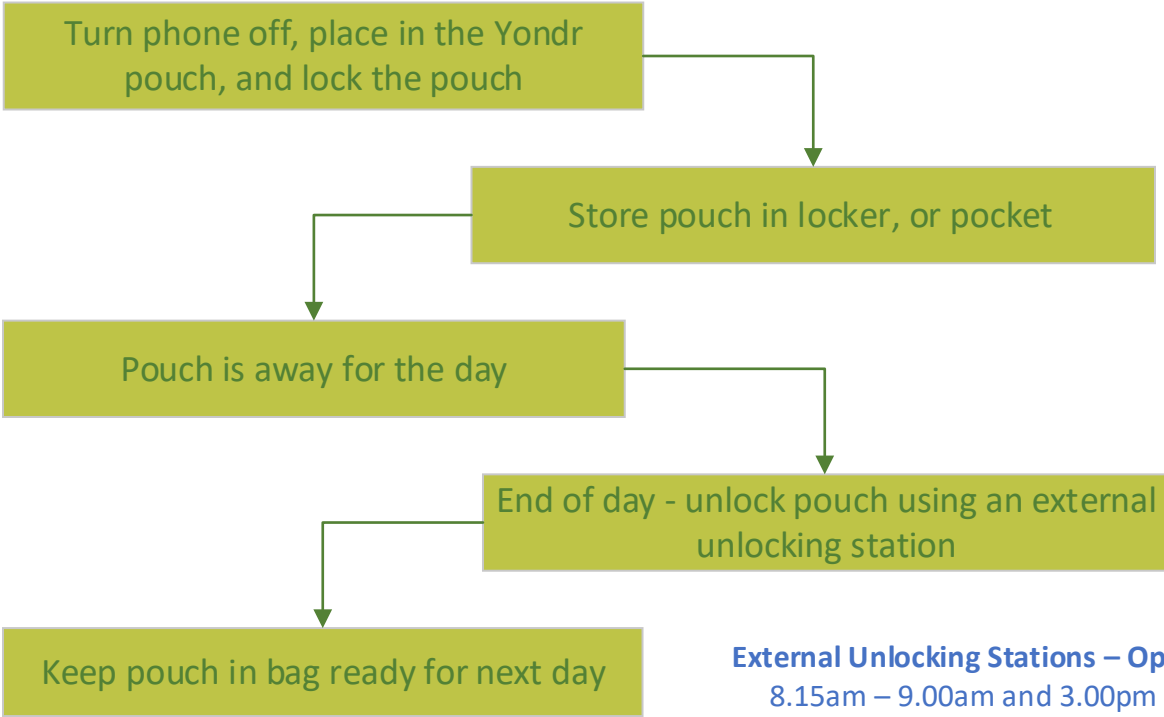 Turn phone off, place in the Yondr
pouch, and lock the pouch
Store pouch in locker, or pocket
Pouch is away for the day
End of day - unlock pouch using an external
unlocking station
Keep pouch in bag ready for next day
External Unlocking Stations – Op
8.15am – 9.00am and 3.00pm